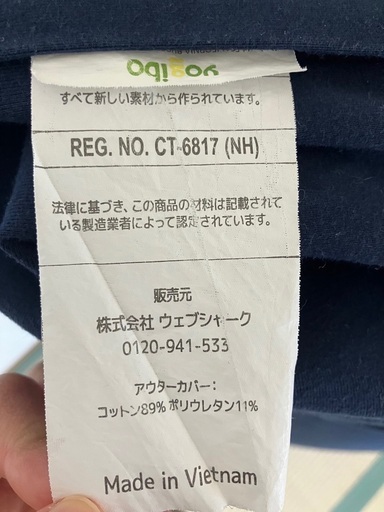 yogibo
すべて新しい素材から作られています。
REG. NO. CT-6817 (NH)
法律に基づき、この商品の材料は記載されて
いる製造業者によって認定されています。
販売元
株式会社 ウェブシャーク
0120-941-533
アウターカバー：
コットン89% ポリウレタン11%
Made in Vietnam